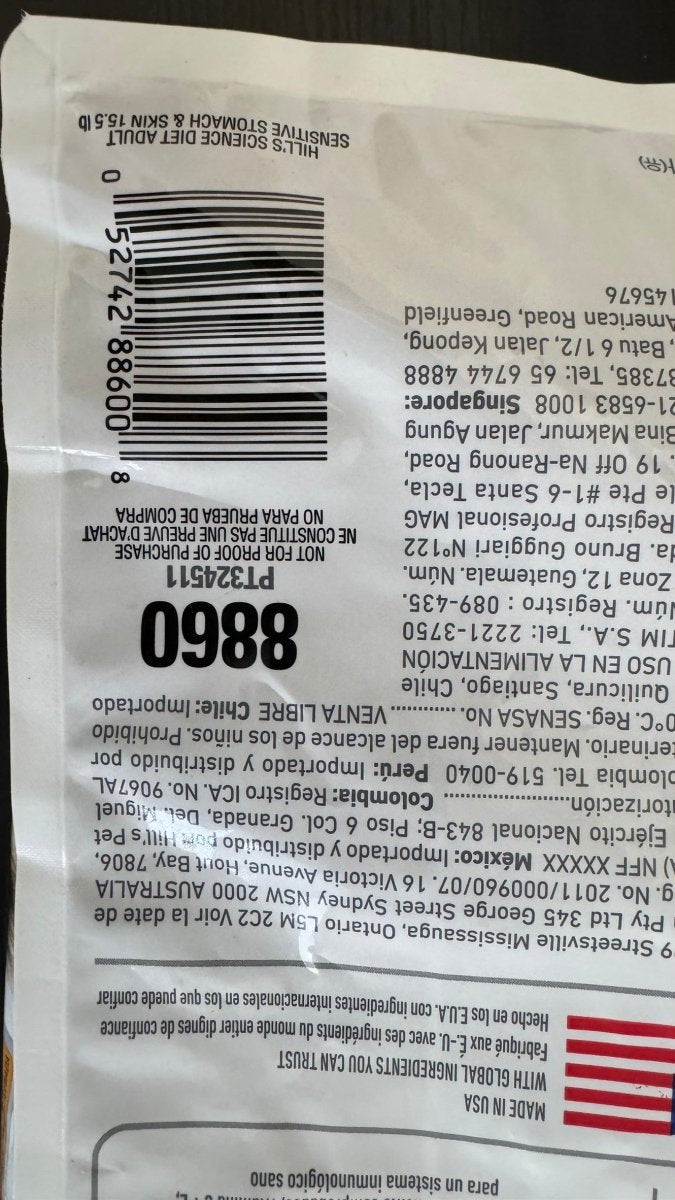 para un sistema inmunológico sano
MADE IN USA
WITH GLOBAL INGREDIENTS YOU CAN TRUST
Fabriqué aux É.-U. avec des ingrédients du monde entier dignes de confiance
Hecho en los E.U.A. con ingredientes internacionales en los que puede confiar
9 Streetsville Mississauga, Ontario L5M 2C2 Voir la date de
Pty Ltd 345 George Street Sydney NSW 2000 AUSTRALIA
g. No. 2011/000960/07. 16 Victoria Avenue, Hout Bay, 7806,
A) NFF XXXXX México: Importado y distribuido por: Hill's Pet
Ejército Nacional 843-B; Piso 6 Col. Granada, Del. Miguel
utorización.................... Colombia: Registro ICA. No. 9067AL
olombia Tel. 519-0040 Perú: Importado y distribuido por
erinario. Mantener fuera del alcance de los niños. Prohibido
0°C. Reg. SENASA No. ............ VENTA LIBRE Chile: Importado
Quilicura, Santiago, Chile
USO EN LA ALIMENTACIÓN
TIM S.A., Tel: 2221-3750
Núm. Registro : 089-435.
Zona 12, Guatemala. Núm.
da. Bruno Guggiari N°122
Registro Profesional MAG
le Pte #1-6 Santa Tecla,
. 19 Off Na-Ranong Road,
Bina Makmur, Jalan Agung
21-6583 1008 Singapore:
37385, Tel: 65 6744 4888
, Batu 6 1/2, Jalan Kepong,
American Road, Greenfield
145676
(유)
8860
PT324511
NOT FOR PROOF OF PURCHASE
NE CONSTITUE PAS UNE PREUVE D'ACHAT
NO PARA PRUEBA DE COMPRA
0 52742 88600 8
HILL'S SCIENCE DIET ADULT
SENSITIVE STOMACH & SKIN 15.5 lb